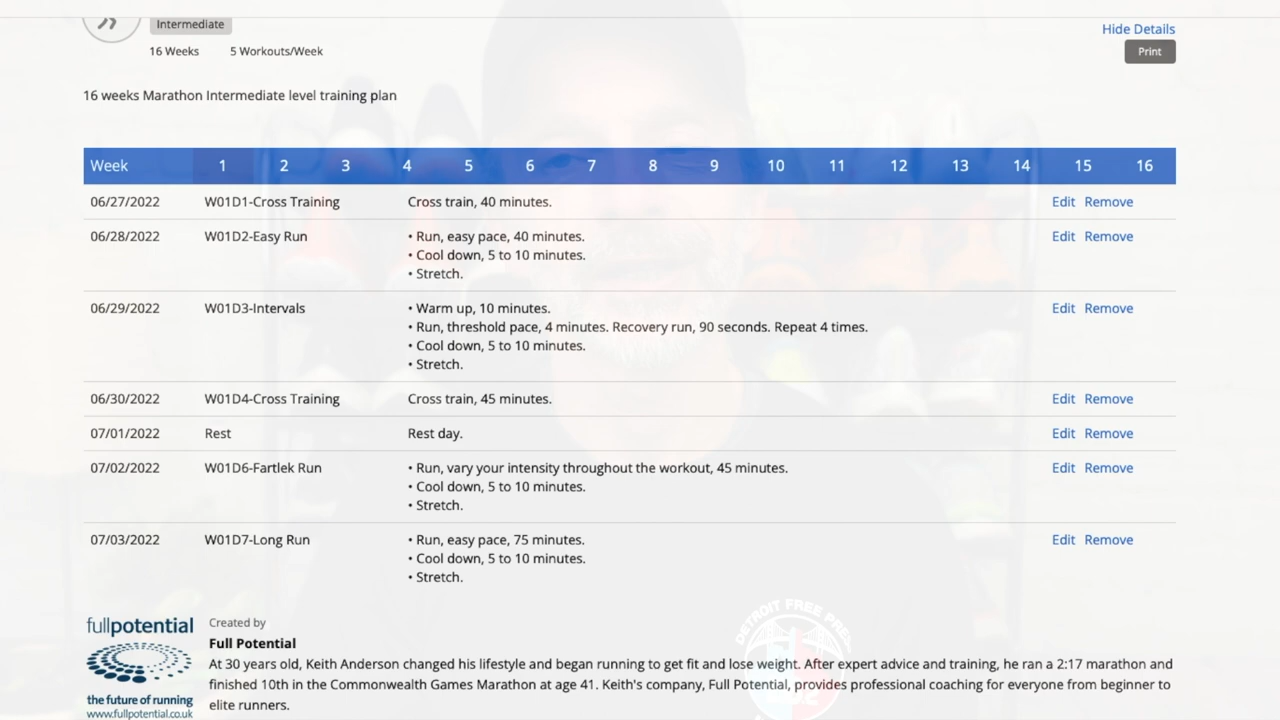 Intermediate
Hide Details
16 Weeks 5 Workouts/Week
Print
16 weeks Marathon Intermediate level training plan
Week 1 2 3 4 5 6 7 8 9 10 11 12 13 14 15 16
06/27/2022 W01D1-Cross Training Cross train, 40 minutes. Edit Remove
06/28/2022 W01D2-Easy Run • Run, easy pace, 40 minutes. Edit Remove
• Cool down, 5 to 10 minutes.
• Stretch.
06/29/2022 W01D3-Intervals • Warm up, 10 minutes. Edit Remove
• Run, threshold pace, 4 minutes. Recovery run, 90 seconds. Repeat 4 times.
• Cool down, 5 to 10 minutes.
• Stretch.
06/30/2022 W01D4-Cross Training Cross train, 45 minutes. Edit Remove
07/01/2022 Rest Rest day. Edit Remove
07/02/2022 W01D6-Fartlek Run • Run, vary your intensity throughout the workout, 45 minutes. Edit Remove
• Cool down, 5 to 10 minutes.
• Stretch.
07/03/2022 W01D7-Long Run • Run, easy pace, 75 minutes. Edit Remove
• Cool down, 5 to 10 minutes.
• Stretch.
fullpotential
the future of running
www.fullpotential.co.uk
Created by
Full Potential
At 30 years old, Keith Anderson changed his lifestyle and began running to get fit and lose weight. After expert advice and training, he ran a 2:17 marathon and
finished 10th in the Commonwealth Games Marathon at age 41. Keith's company, Full Potential, provides professional coaching for everyone from beginner to
elite runners.
DETROIT FREE PRE